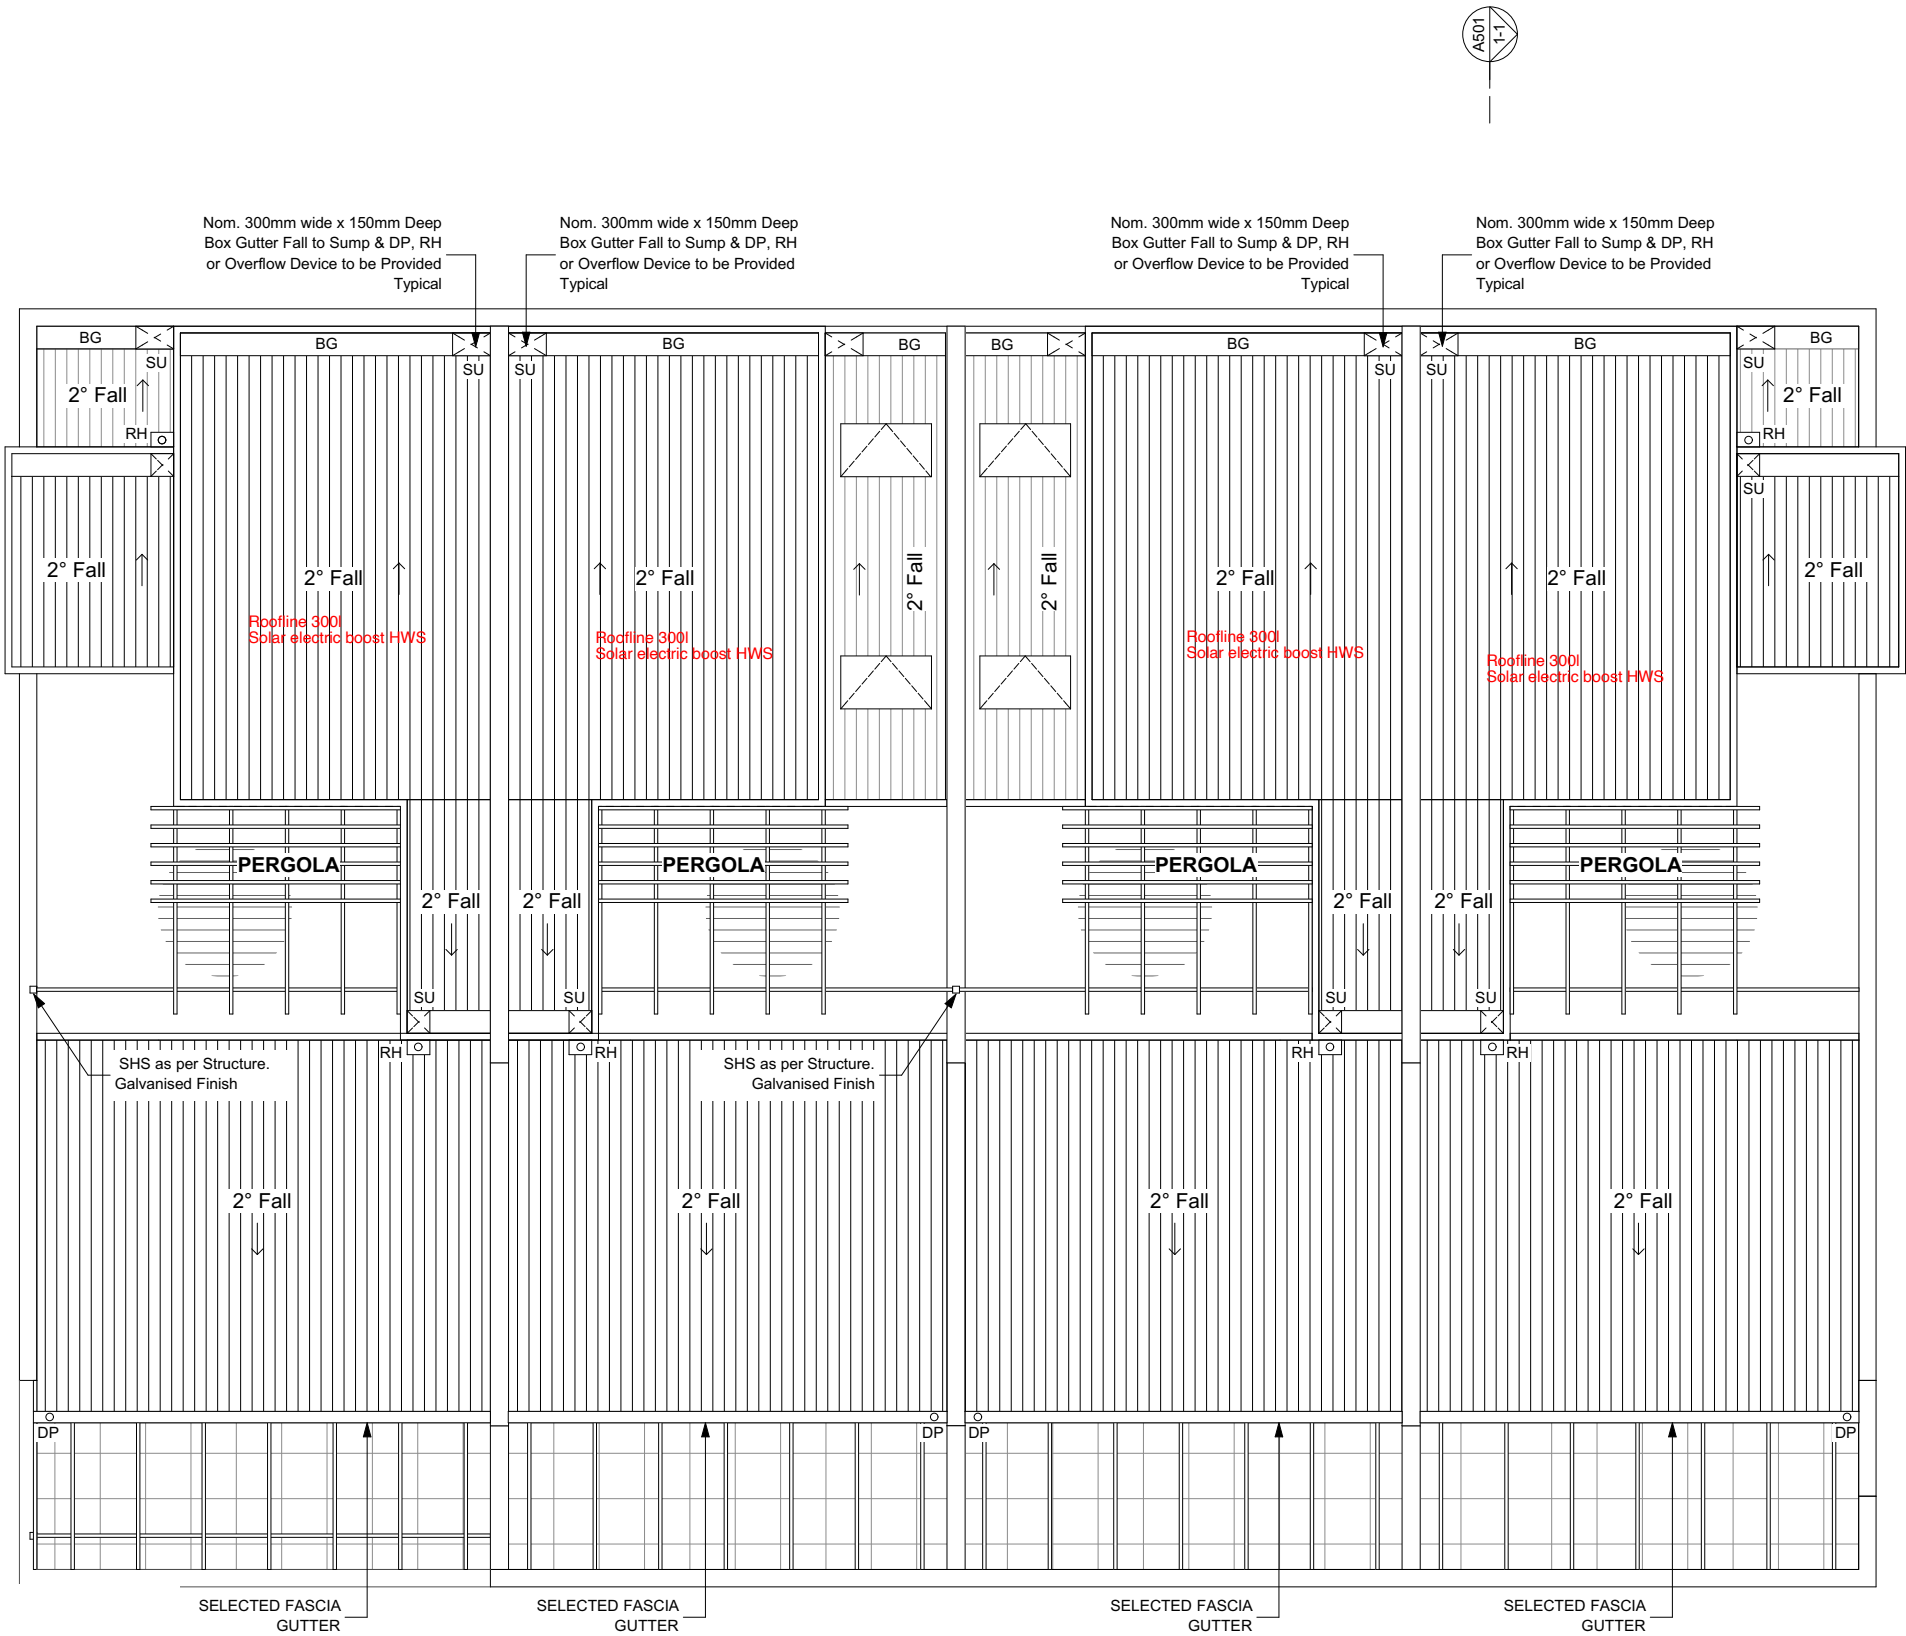 A501
1-1
Nom. 300mm wide x 150mm Deep
Box Gutter Fall to Sump & DP, RH
or Overflow Device to be Provided
Typical
Nom. 300mm wide x 150mm Deep
Box Gutter Fall to Sump & DP, RH
or Overflow Device to be Provided
Typical
Nom. 300mm wide x 150mm Deep
Box Gutter Fall to Sump & DP, RH
or Overflow Device to be Provided
Typical
Nom. 300mm wide x 150mm Deep
Box Gutter Fall to Sump & DP, RH
or Overflow Device to be Provided
Typical
BG
BG
BG
BG
BG
BG
BG
BG
SU
SU
SU
SU
SU
SU
2° Fall
2° Fall
RH
RH
SU
2° Fall
2° Fall
2° Fall
2° Fall
2° Fall
2° Fall
2° Fall
2° Fall
Roofline 300l
Solar electric boost HWS
Roofline 300l
Solar electric boost HWS
Roofline 300l
Solar electric boost HWS
Roofline 300l
Solar electric boost HWS
PERGOLA
PERGOLA
PERGOLA
PERGOLA
2° Fall
2° Fall
2° Fall
2° Fall
SU
SU
SU
SU
RH
RH
RH
RH
SHS as per Structure.
Galvanised Finish
SHS as per Structure.
Galvanised Finish
2° Fall
2° Fall
2° Fall
2° Fall
DP
DP
DP
DP
SELECTED FASCIA
GUTTER
SELECTED FASCIA
GUTTER
SELECTED FASCIA
GUTTER
SELECTED FASCIA
GUTTER